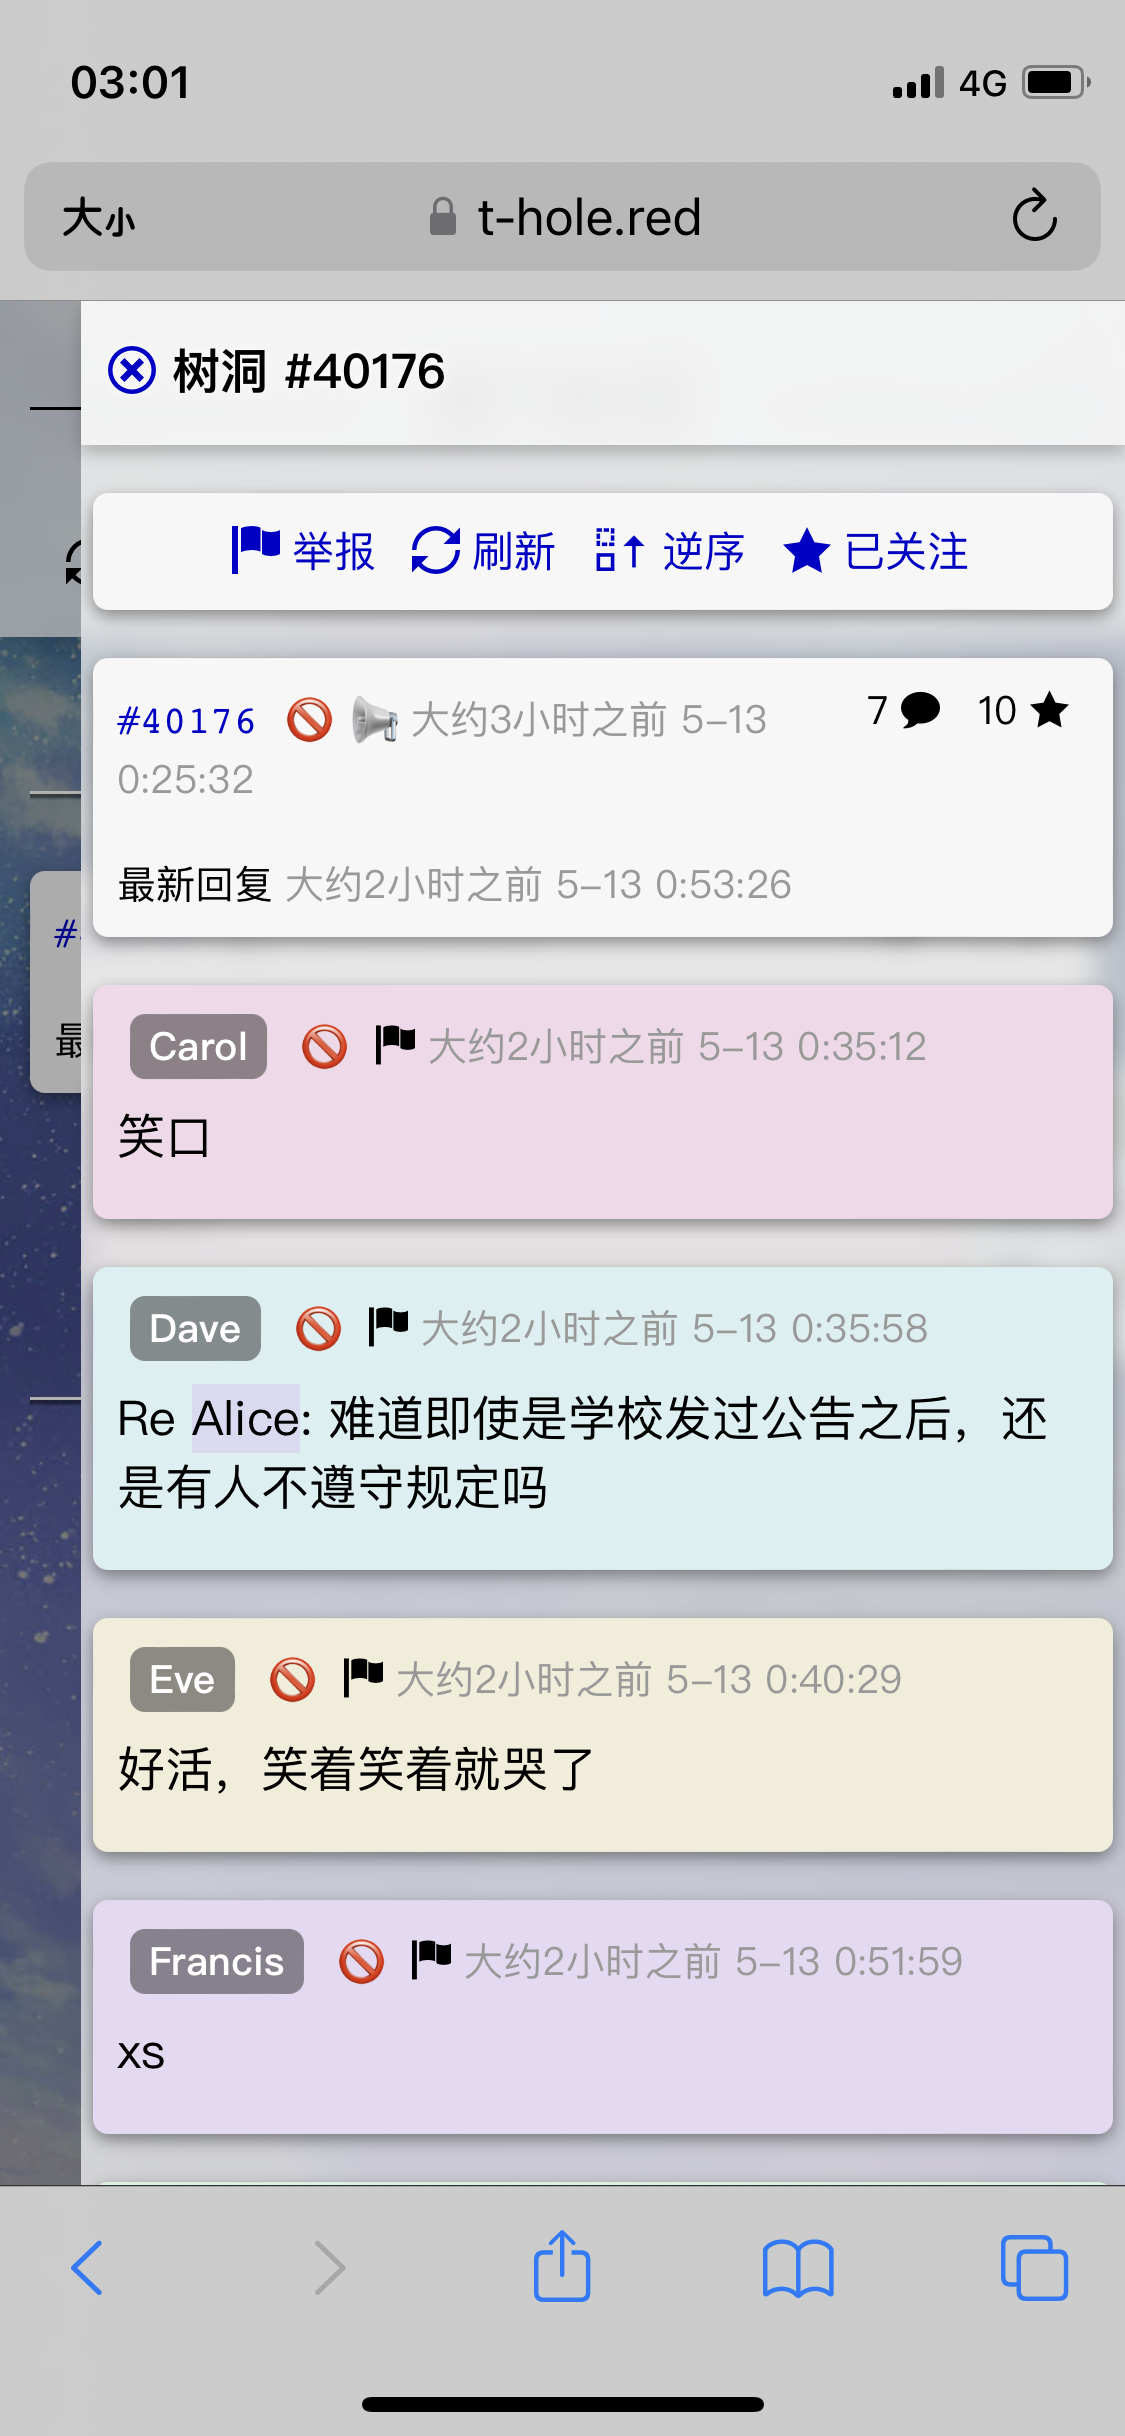 03:01
4G
大小
t-hole.red
树洞 #40176
举报 刷新 逆序 已关注
#40176 大约3小时之前 5-13 7 10
0:25:32
最新回复 大约2小时之前 5-13 0:53:26
#
最
Carol 大约2小时之前 5-13 0:35:12
笑口
Dave 大约2小时之前 5-13 0:35:58
Re Alice: 难道即使是学校发过公告之后，还
是有人不遵守规定吗
Eve 大约2小时之前 5-13 0:40:29
好活，笑着笑着就哭了
Francis 大约2小时之前 5-13 0:51:59
xs